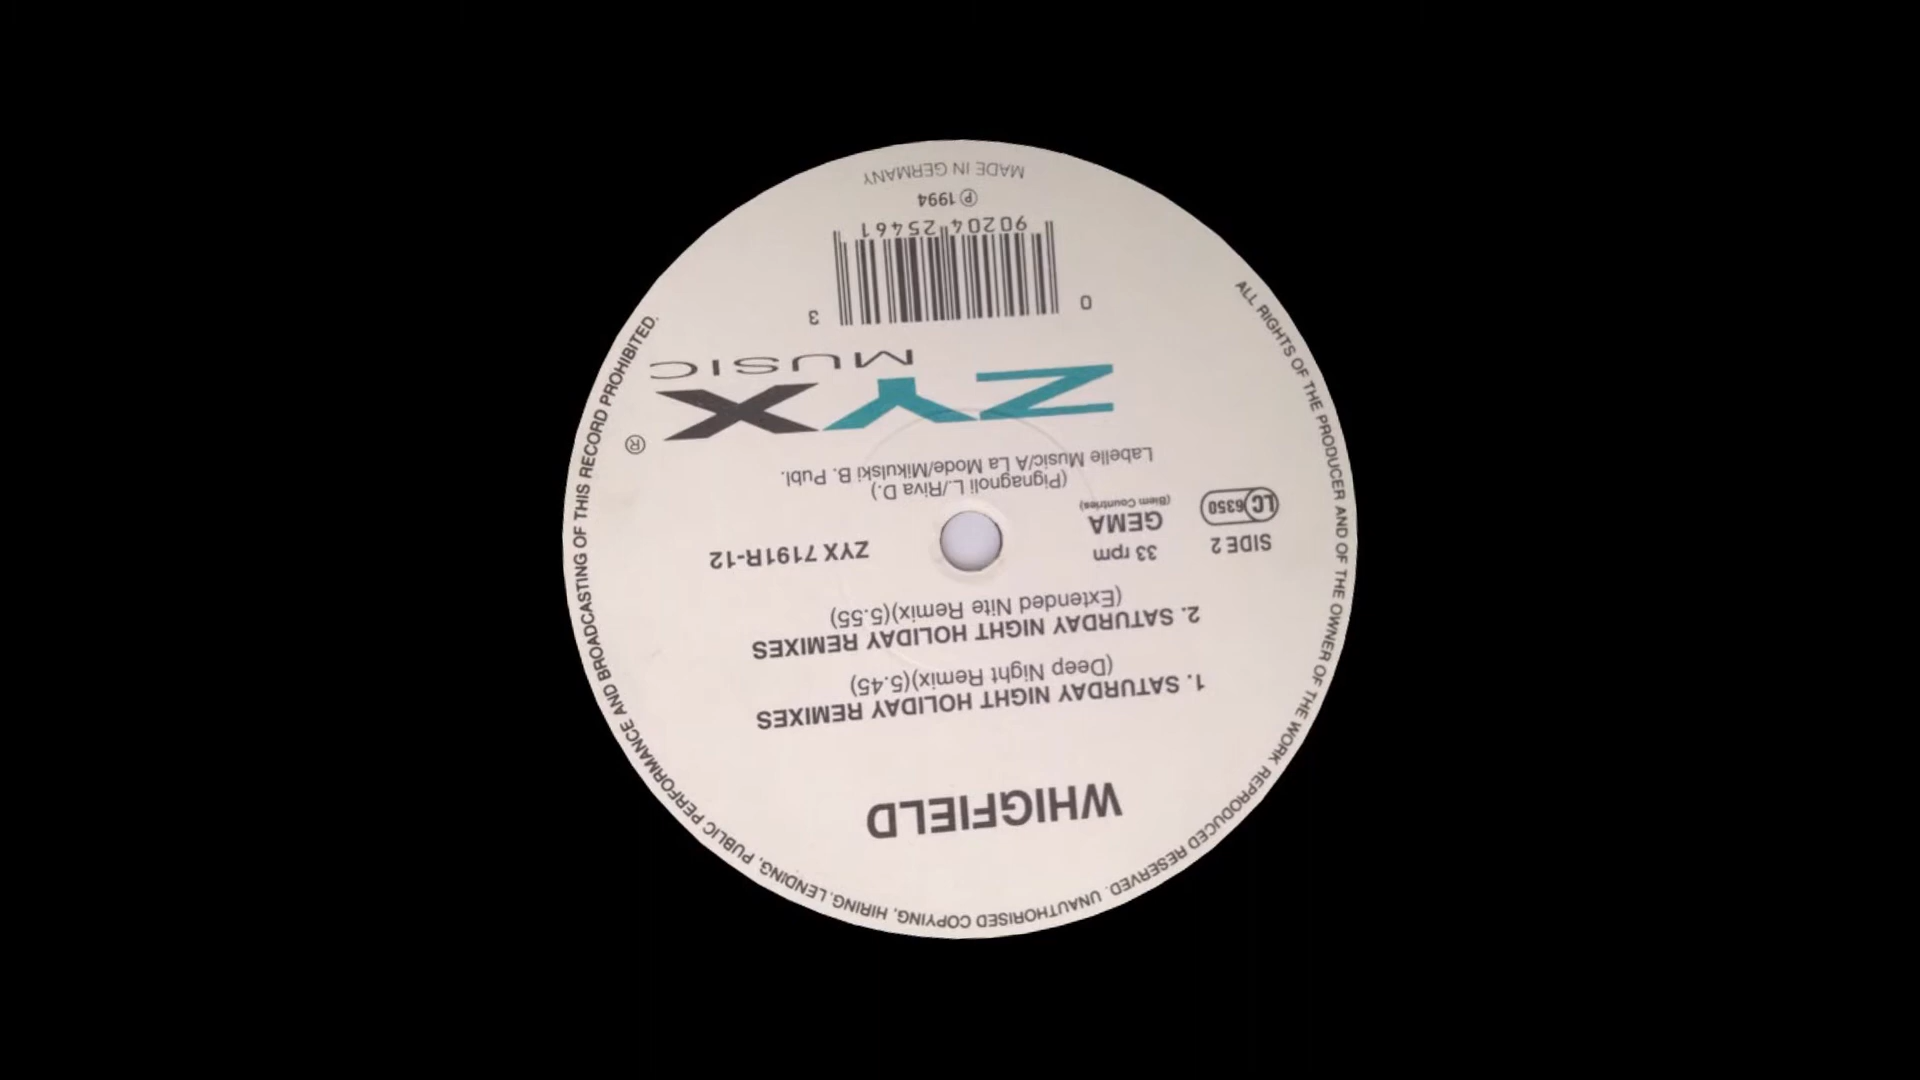 WHIGFIELD
1. SATURDAY NIGHT HOLIDAY REMIXES
(Deep Night Remix)(5.45)
2. SATURDAY NIGHT HOLIDAY REMIXES
(Extended Nite Remix)(5.55)
SIDE 2
LC 6350
33 rpm
GEMA
(Biem Countries)
ZYX 7191R-12
(Pignagnoli L./Riva D.)
Labelle Music/A La Mode/Mikulski B. Publ.
ZYX ®
MUSIC
0 90204 25461 3
℗ 1994
MADE IN GERMANY
ALL RIGHTS OF THE PRODUCER AND OF THE OWNER OF THE WORK REPRODUCED RESERVED. UNAUTHORISED COPYING, HIRING, LENDING, PUBLIC PERFORMANCE AND BROADCASTING OF THIS RECORD PROHIBITED.